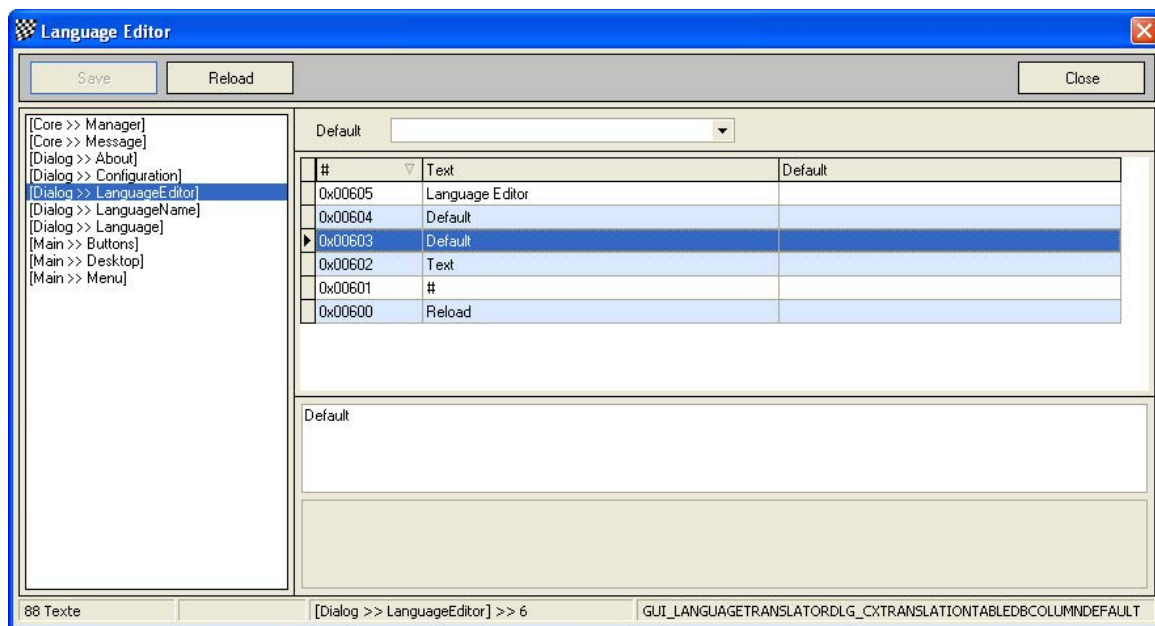 Language Editor
Save Reload Close
[Core >> Manager]
[Core >> Message]
[Dialog >> About]
[Dialog >> Configuration]
[Dialog >> LanguageEditor]
[Dialog >> LanguageName]
[Dialog >> Language]
[Main >> Buttons]
[Main >> Desktop]
[Main >> Menu]
Default
# Text Default
0x00605 Language Editor
0x00604 Default
0x00603 Default
0x00602 Text
0x00601 #
0x00600 Reload
Default
88 Texte [Dialog >> LanguageEditor] >> 6 GUI_LANGUAGETRANSLATORDLG_CXTRANSLATIONTABLEDBCOLUMNDEFAULT